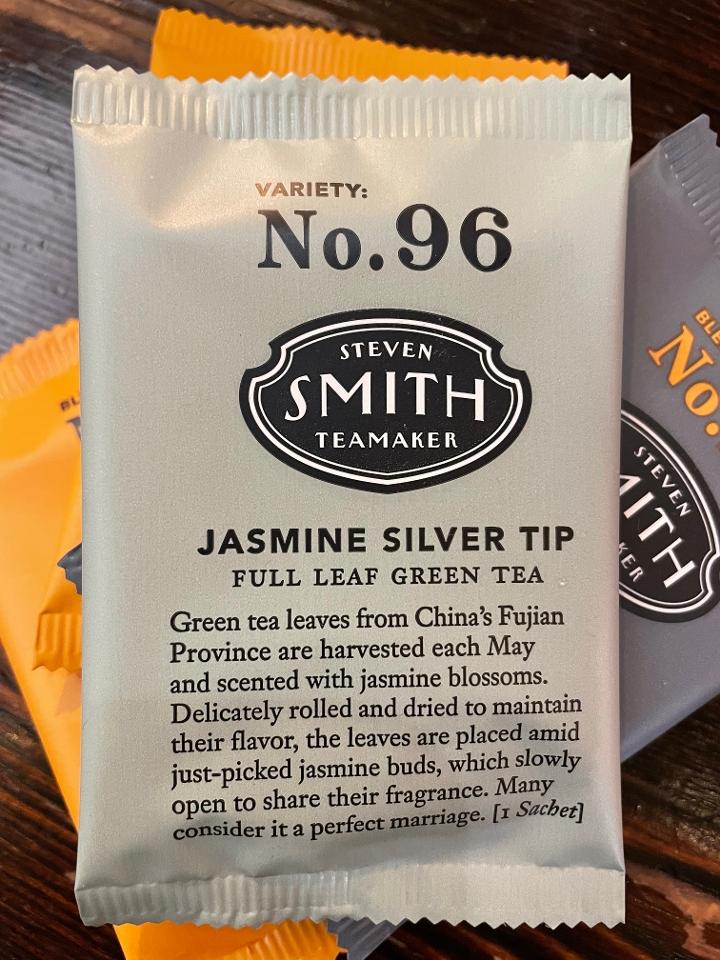 VARIETY:
No. 96
STEVEN
SMITH
TEAMAKER
JASMINE SILVER TIP
FULL LEAF GREEN TEA
Green tea leaves from China's Fujian
Province are harvested each May
and scented with jasmine blossoms.
Delicately rolled and dried to maintain
their flavor, the leaves are placed amid
just-picked jasmine buds, which slowly
open to share their fragrance. Many
consider it a perfect marriage. [1 Sachet]
No.
STEVEN